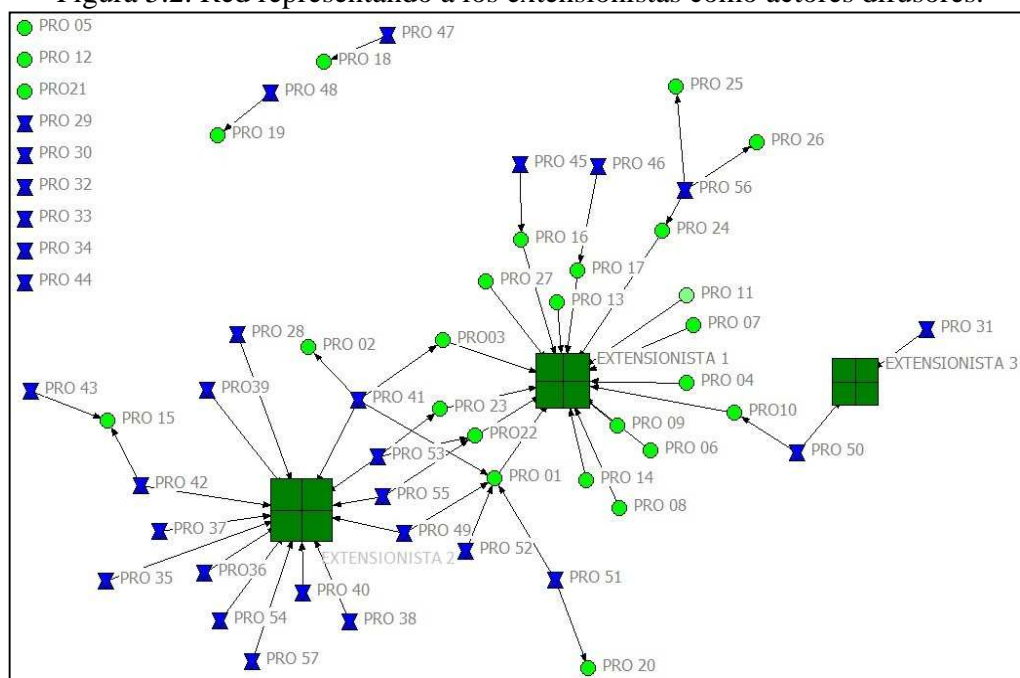 Figura 3.2. Red representando a los extensionistas como actores difusores.
PRO 05
PRO 12
PRO21
PRO 29
PRO 30
PRO 32
PRO 33
PRO 34
PRO 44
PRO 47
PRO 18
PRO 48
PRO 19
PRO 25
PRO 26
PRO 45
PRO 46
PRO 56
PRO 24
PRO 16
PRO 17
PRO 27
PRO 13
PRO 11
PRO 07
PRO 28
PRO 02
PRO03
PRO 31
EXTENSIONISTA 1
EXTENSIONISTA 3
PRO 43
PRO39
PRO 41
PRO 04
PRO 15
PRO 23
PRO10
PRO22
PRO 09
PRO 06
PRO 53
PRO 50
PRO 42
PRO 01
PRO 14
PRO 55
PRO 08
PRO 37
PRO 49
PRO 52
EXTENSIONISTA 2
PRO 35
PRO36
PRO 40
PRO 51
PRO 54
PRO 38
PRO 57
PRO 20